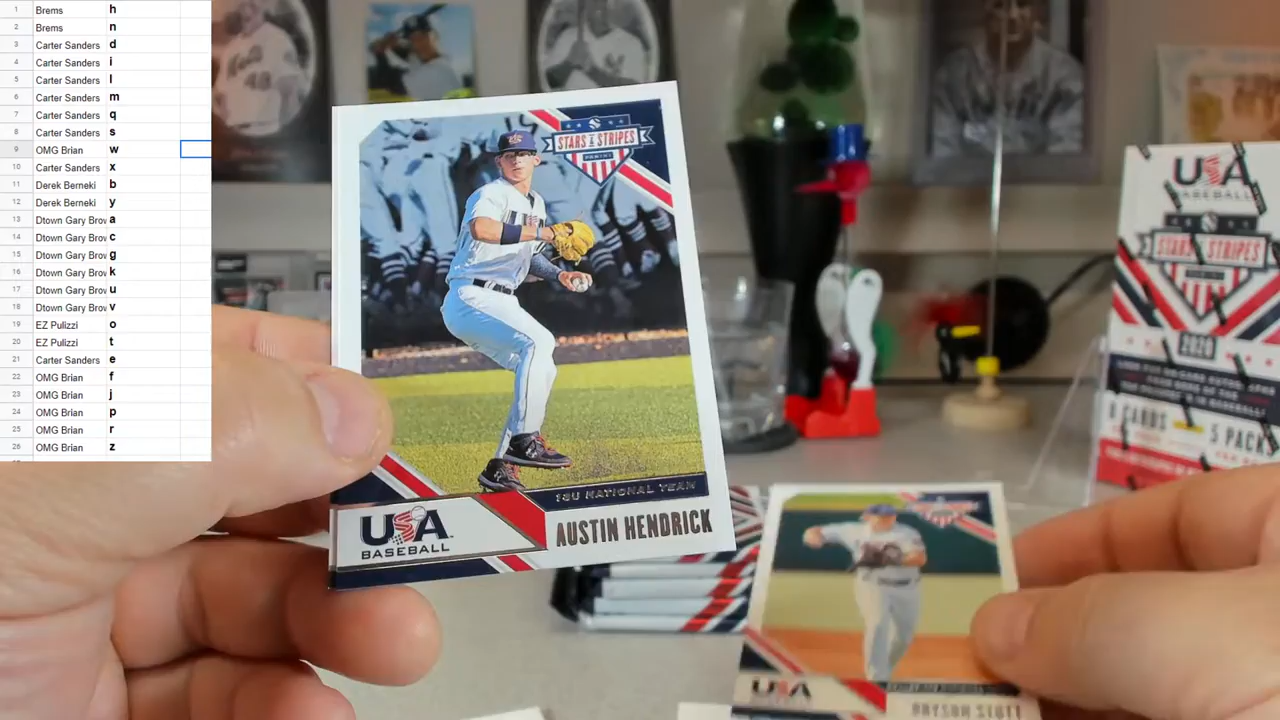 1 Brems h
2 Brems n
3 Carter Sanders d
4 Carter Sanders i
5 Carter Sanders l
6 Carter Sanders m
7 Carter Sanders q
8 Carter Sanders s
9 OMG Brian w
10 Carter Sanders x
11 Derek Berneki b
12 Derek Berneki y
13 Dtown Gary Brov a
14 Dtown Gary Brov c
15 Dtown Gary Brov g
16 Dtown Gary Brov k
17 Dtown Gary Brov u
18 Dtown Gary Brov v
19 EZ Pulizzi o
20 EZ Pulizzi t
21 Carter Sanders e
22 OMG Brian f
23 OMG Brian j
24 OMG Brian p
25 OMG Brian r
26 OMG Brian z
STARS & STRIPES
PANINI
18U NATIONAL TEAM
USA
BASEBALL
AUSTIN HENDRICK
USA
BASEBALL
STARS & STRIPES
2020
8 CARDS
5 PACKS
USA